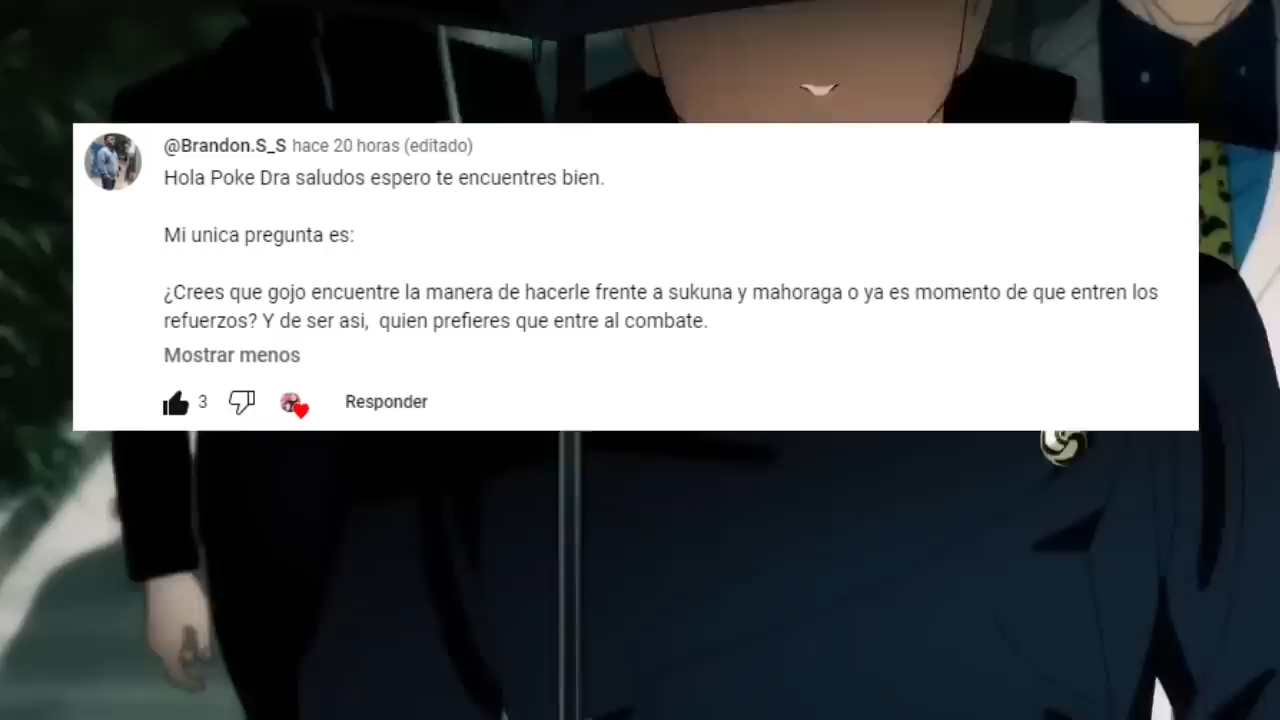 @Brandon.S_S hace 20 horas (editado)
Hola Poke Dra saludos espero te encuentres bien.
Mi unica pregunta es:
¿Crees que gojo encuentre la manera de hacerle frente a sukuna y mahoraga o ya es momento de que entren los
refuerzos? Y de ser asi,  quien prefieres que entre al combate.
Mostrar menos
3 Responder